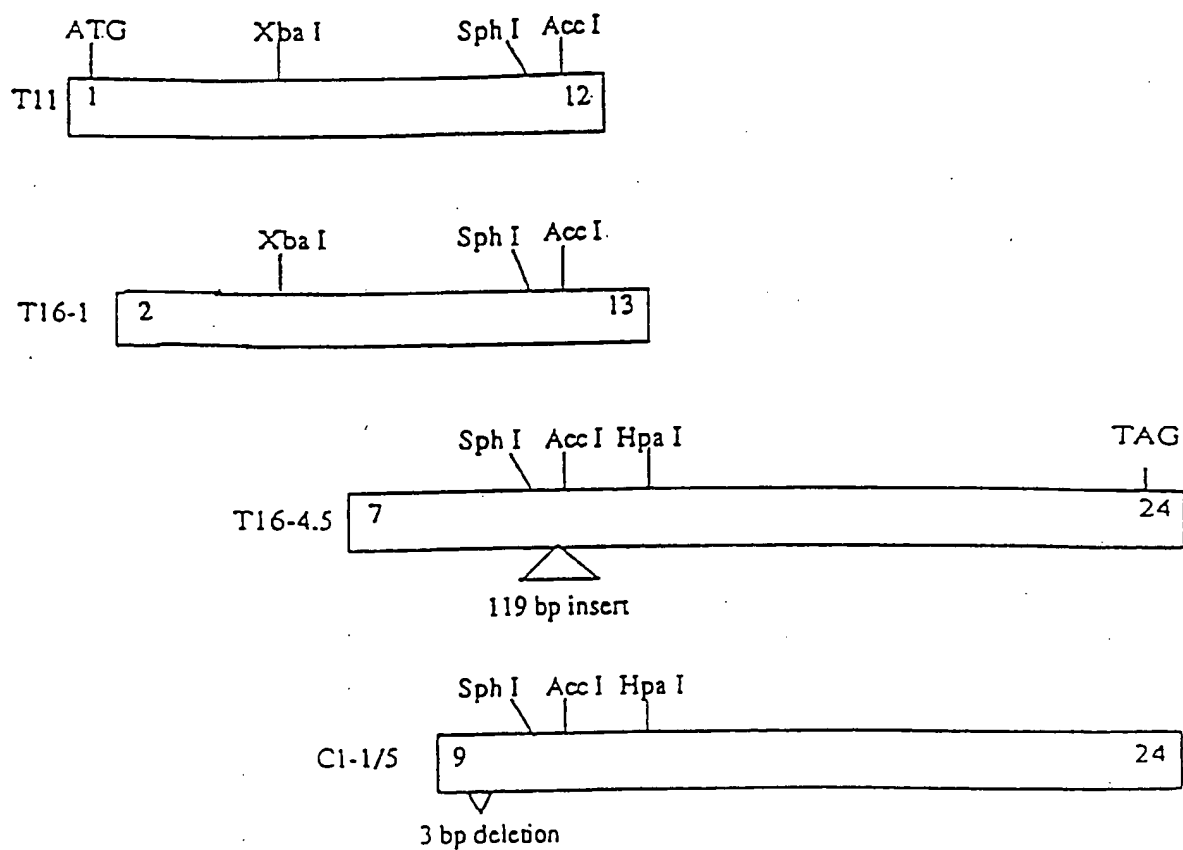 ATG Xba I Sph I Acc I
T11 1 12
Xba I Sph I Acc I
T16-1 2 13
Sph I Acc I Hpa I TAG
T16-4.5 7 24
119 bp insert
Sph I Acc I Hpa I
C1-1/5 9 24
3 bp deletion